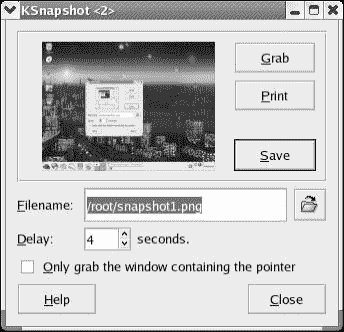 KSnapshot <2>
Grab
Print
Save
Filename: /root/snapshot1.png
Delay: 4 seconds.
Only grab the window containing the pointer
Help Close